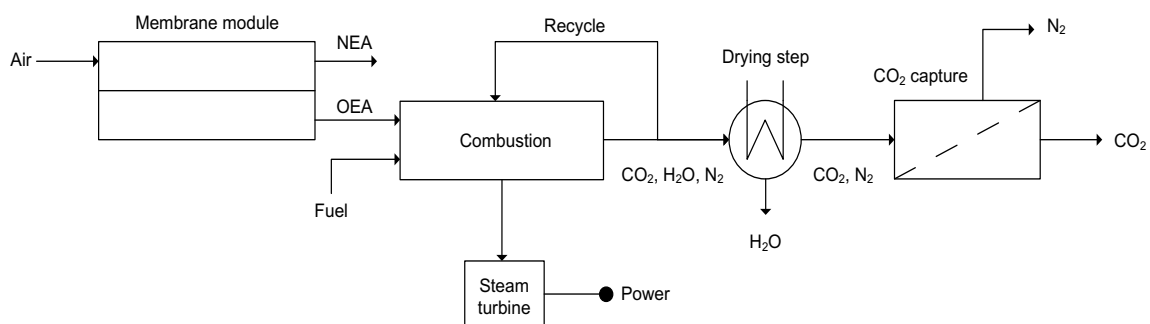 Membrane module
Air
NEA
OEA
Recycle
Combustion
Fuel
Steam
turbine
Power
CO₂, H₂O, N₂
Drying step
H₂O
CO₂, N₂
CO₂ capture
N₂
CO₂